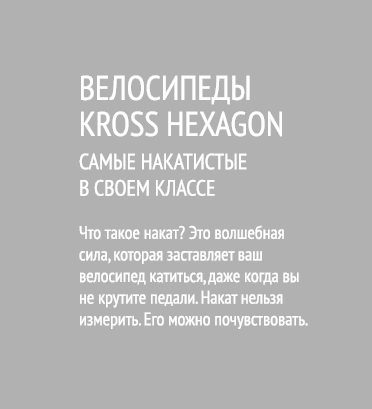 ВЕЛОСИПЕДЫ
KROSS HEXAGON
САМЫЕ НАКАТИСТЫЕ
В СВОЕМ КЛАССЕ
Что такое накат? Это волшебная
сила, которая заставляет ваш
велосипед катиться, даже когда вы
не крутите педали. Накат нельзя
измерить. Его можно почувствовать.